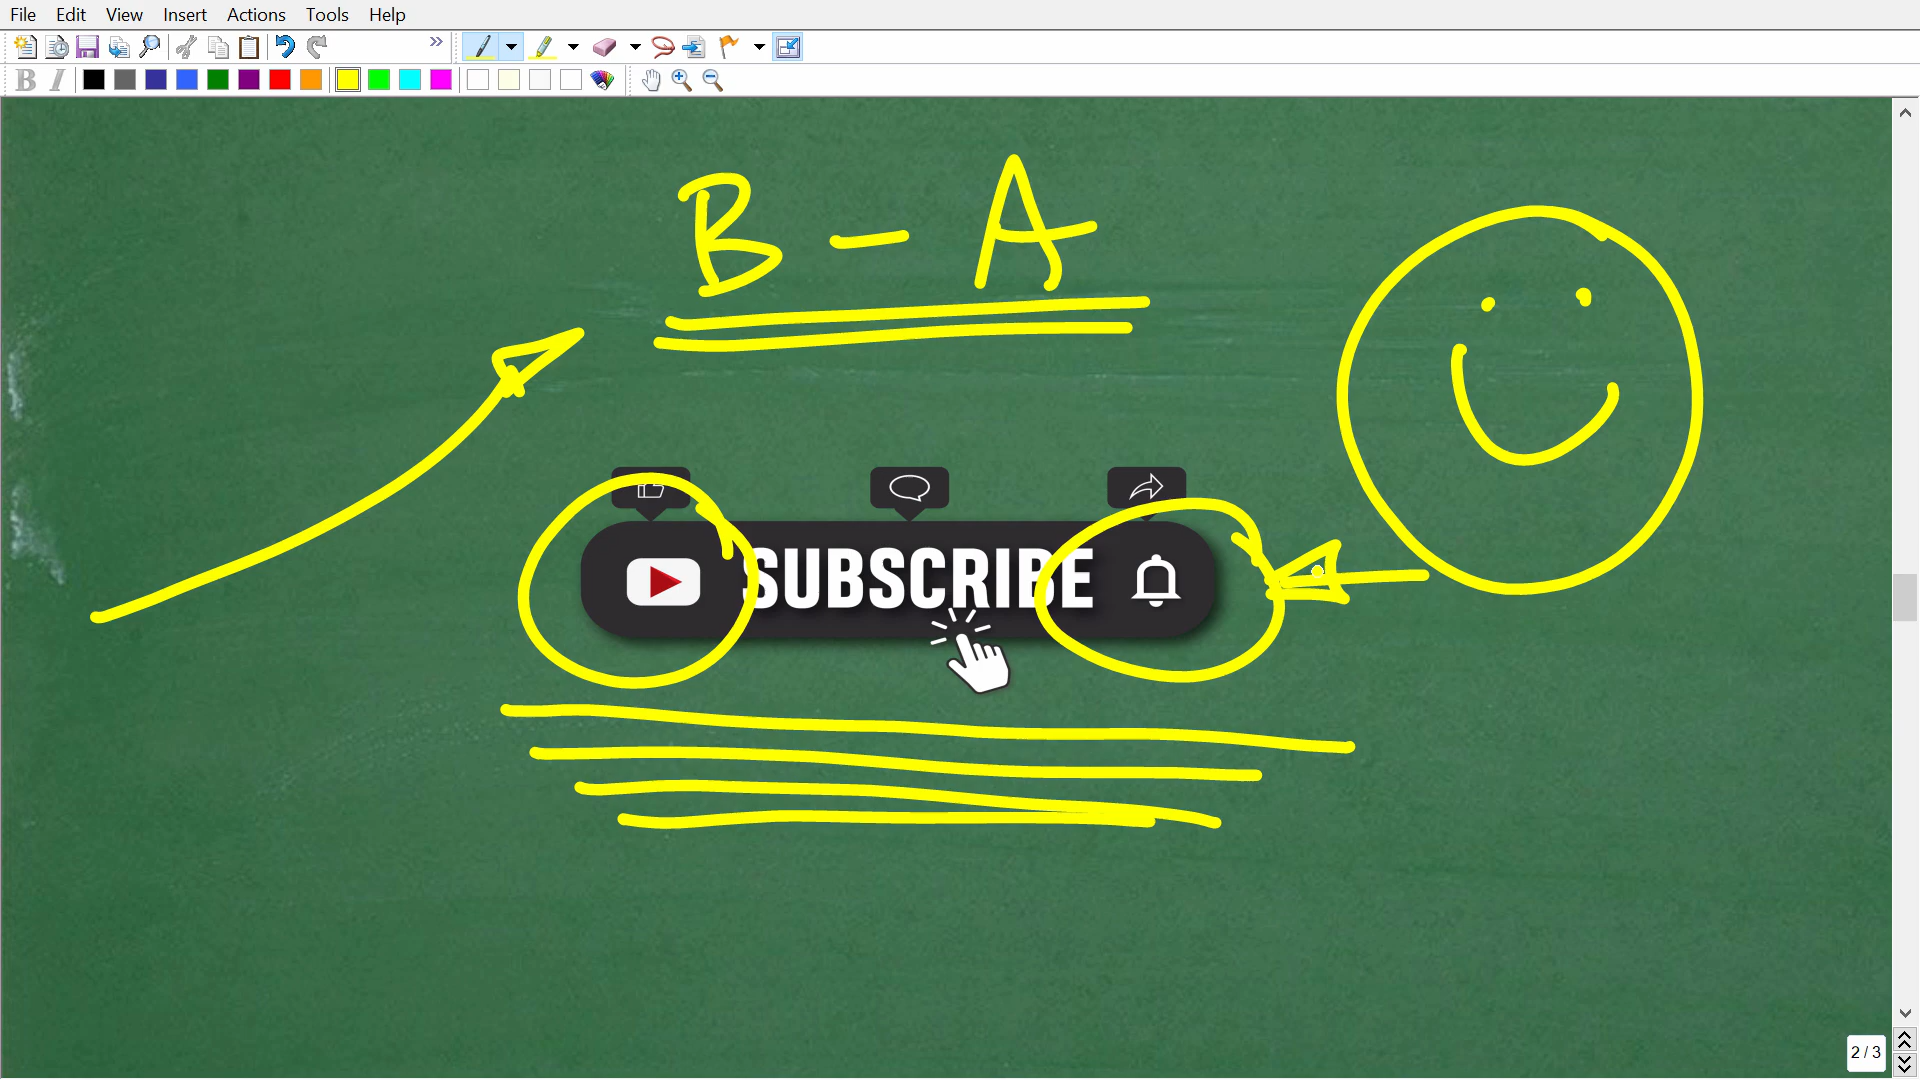 File Edit View Insert Actions Tools Help
B I
B - A
SUBSCRIBE
2 / 3